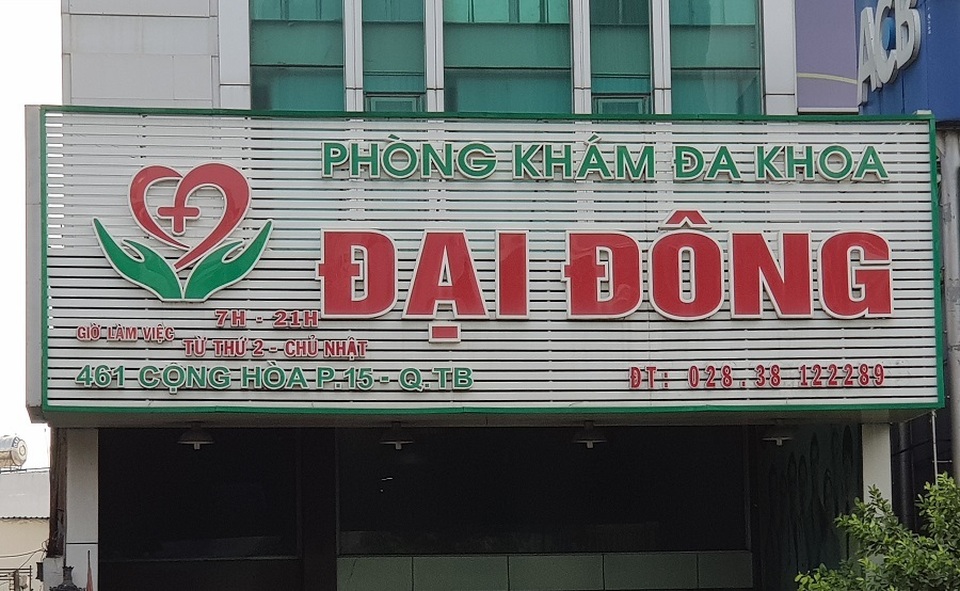 ACB
PHÒNG KHÁM ĐA KHOA
ĐẠI ĐÔNG
7H - 21H
GIỜ LÀM VIỆC
TỪ THỨ 2 - CHỦ NHẬT
461 CỘNG HÒA P.15 - Q.TB
ĐT: 028.38 122289